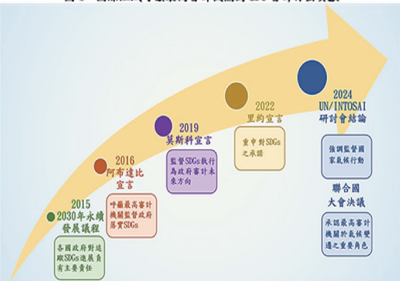 2015
2030年永續
發展議程
各國政府對追
蹤SDGs進展負
有主要責任
2016
阿布達比
宣言
呼籲最高審計
機關監督政府
落實SDGs
2019
莫斯科宣言
監督SDGs執行
為政府審計未
來方向
2022
里約宣言
重申對SDGs
之承諾
2024
UN/INTOSAI
研討會結論
強調監督國
家氣候行動
聯合國
大會決議
承認最高審計
機關於氣候變
遷之重要角色